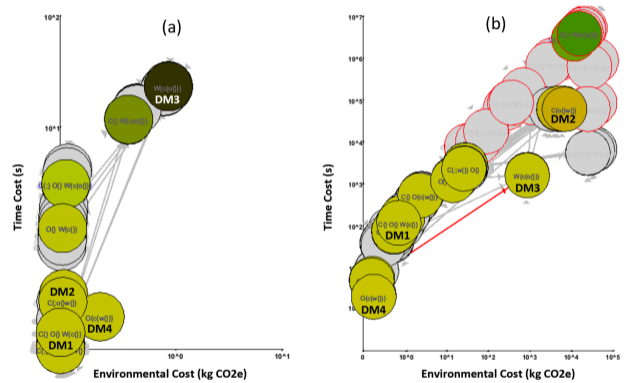 (a)
(b)
10^2
10^7
W{c{o{}}}
DM3
C{} W{c{o{}}}
10^6
10^5
C{o{}w{}}
DM2
10^1
10^4
O{} W{c{}}
W{c{o{}}}
DM3
10^3
C{} O{c{w{}}}
C{} O{} W{c{}}
DM1
10^2
DM2
C{;o{}w{}}
O{c{w{}}}
DM4
C{} O{} W{c{}}
DM1
O{c{w{}}}
DM4
Time Cost (s)
Time Cost (s)
10^0
10^1
0
10^0
10^1
10^2
10^3
10^4
10^5
Environmental Cost (kg CO2e)
Environmental Cost (kg CO2e)